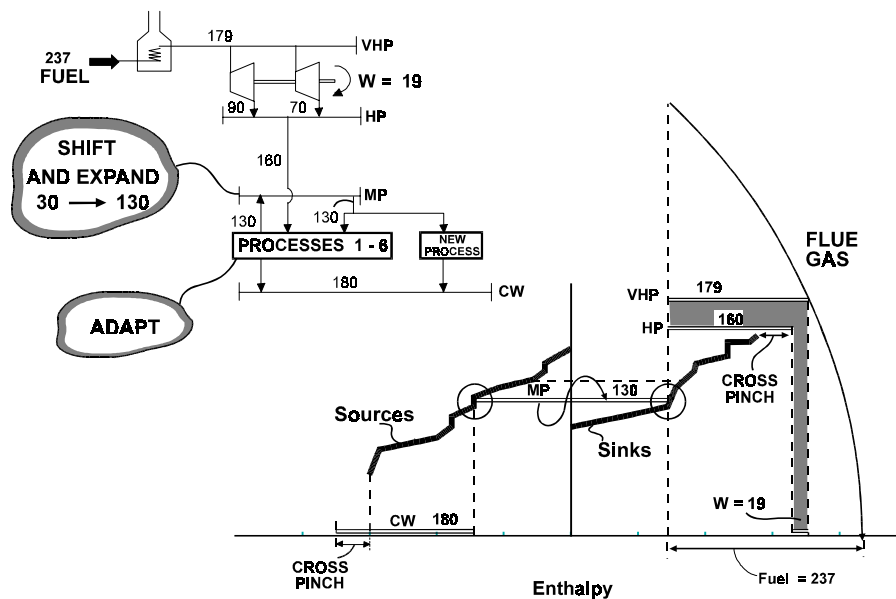 179
VHP
237
FUEL
W = 19
90
70
HP
SHIFT
AND EXPAND
30 → 130
160
MP
130
130
PROCESSES 1 - 6
NEW
PROCESS
180
CW
ADAPT
FLUE
GAS
VHP
179
HP
160
CROSS
PINCH
MP
130
Sources
Sinks
W = 19
CW 180
CROSS
PINCH
Enthalpy
Fuel = 237